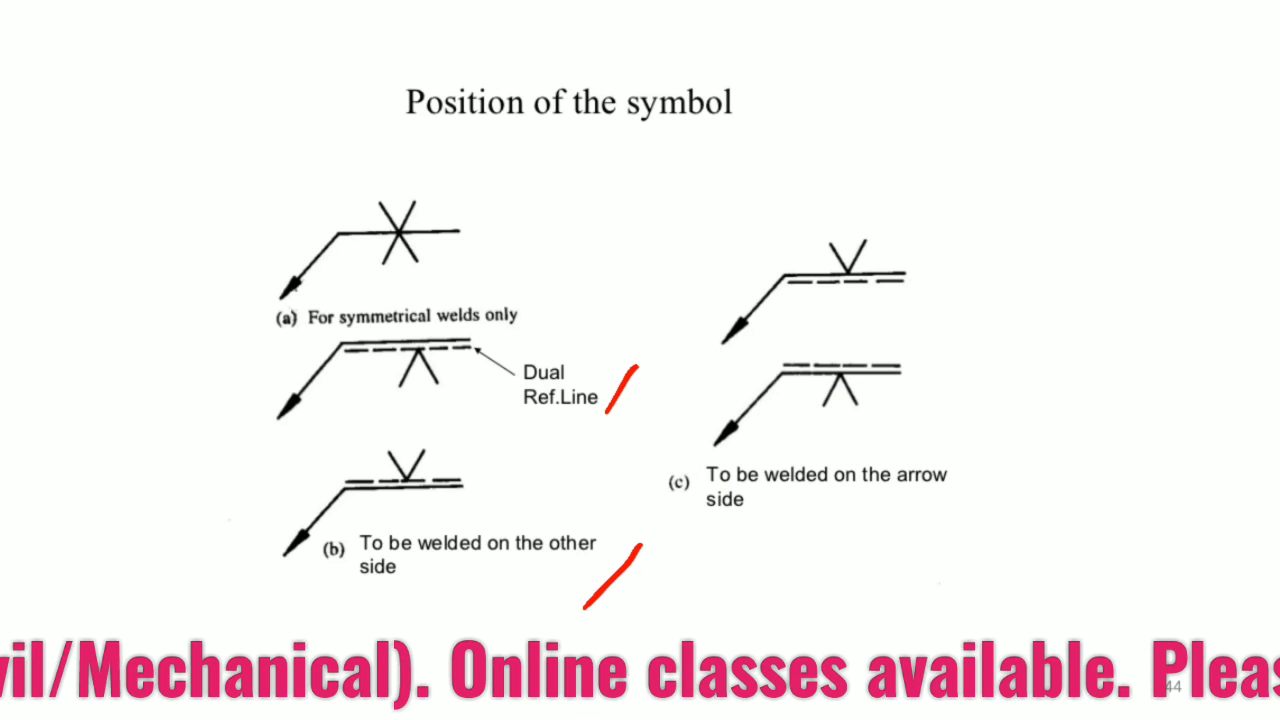 Position of the symbol
(a) For symmetrical welds only
Dual
Ref.Line
(b) To be welded on the other
side
(c) To be welded on the arrow
side
vil/Mechanical). Online classes available. Pleas
44